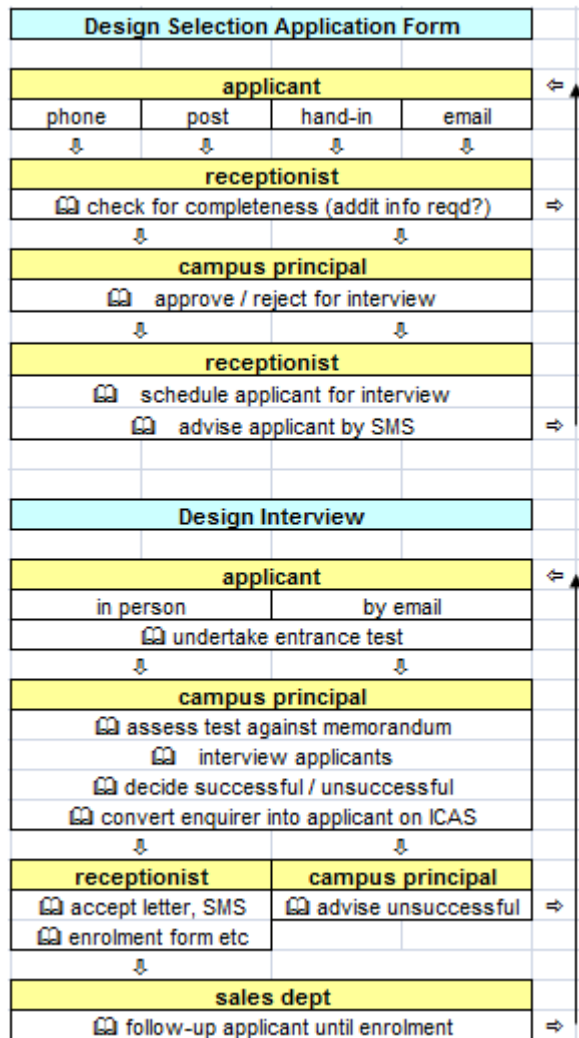 Design Selection Application Form
applicant
phone post hand-in email
receptionist
check for completeness (addit info reqd?)
campus principal
approve / reject for interview
receptionist
schedule applicant for interview
advise applicant by SMS
Design Interview
applicant
in person by email
undertake entrance test
campus principal
assess test against memorandum
interview applicants
decide successful / unsuccessful
convert enquirer into applicant on ICAS
receptionist campus principal
accept letter, SMS advise unsuccessful
enrolment form etc
sales dept
follow-up applicant until enrolment